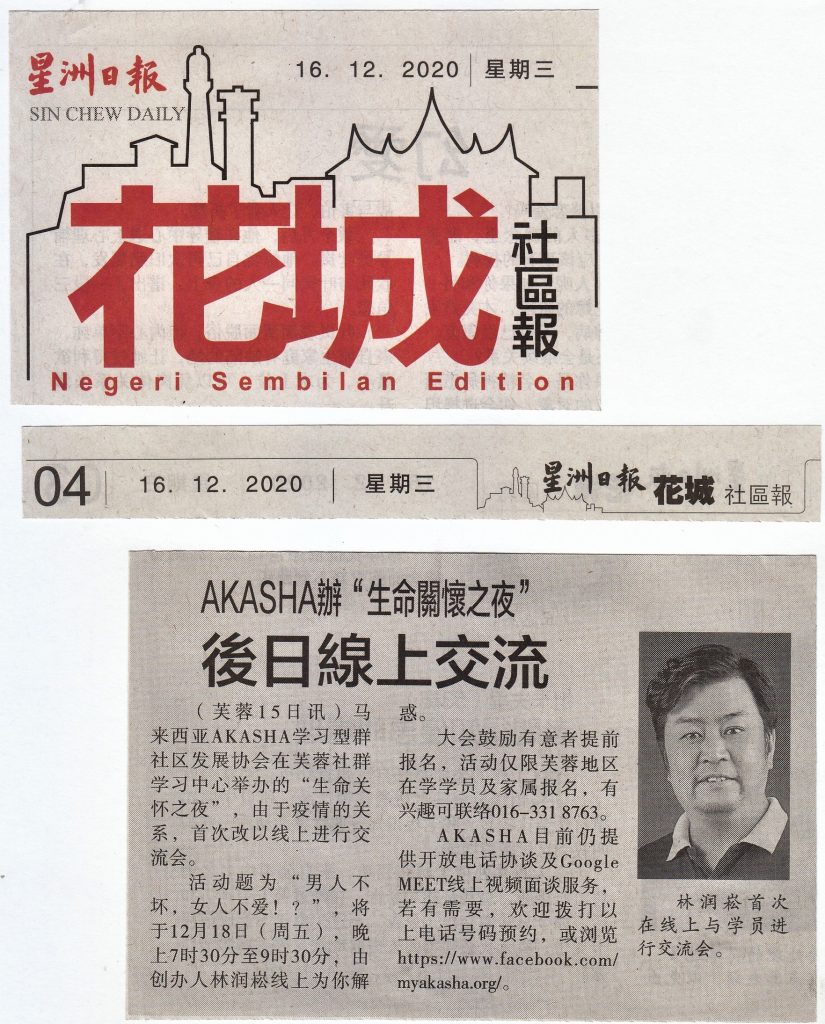 星洲日報
SIN CHEW DAILY
16. 12. 2020 星期三
花城
社區報
Negeri Sembilan Edition
04 16. 12. 2020 星期三 星洲日報 花城 社區報
AKASHA辦“生命關懷之夜”
後日線上交流
（芙蓉15日讯）马
来西亚AKASHA学习型群
社区发展协会在芙蓉社群
学习中心举办的“生命关
怀之夜”，由于疫情的关
系，首次改以线上进行交
流会。
活动题为“男人不
坏，女人不爱！？”，将
于12月18日（周五），晚
上7时30分至9时30分，由
创办人林润崧线上为你解
惑。
大会鼓励有意者提前
报名，活动仅限芙蓉地区
在学学员及家属报名，有
兴趣可联络016–331 8763。
AKASHA目前仍提
供开放电话协谈及Google
MEET线上视频面谈服务，
若有需要，欢迎拨打以
上电话号码预约，或浏览
https://www.facebook.com/
myakasha.org/。
林润崧首次
在线上与学员进
行交流会。